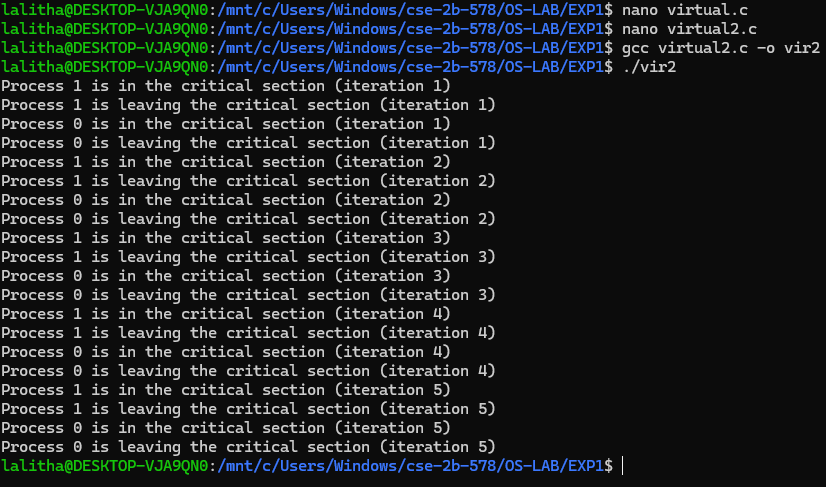 lalitha@DESKTOP-VJA9QN0:/mnt/c/Users/Windows/cse-2b-578/OS-LAB/EXP1$ nano virtual.c
lalitha@DESKTOP-VJA9QN0:/mnt/c/Users/Windows/cse-2b-578/OS-LAB/EXP1$ nano virtual2.c
lalitha@DESKTOP-VJA9QN0:/mnt/c/Users/Windows/cse-2b-578/OS-LAB/EXP1$ gcc virtual2.c -o vir2
lalitha@DESKTOP-VJA9QN0:/mnt/c/Users/Windows/cse-2b-578/OS-LAB/EXP1$ ./vir2
Process 1 is in the critical section (iteration 1)
Process 1 is leaving the critical section (iteration 1)
Process 0 is in the critical section (iteration 1)
Process 0 is leaving the critical section (iteration 1)
Process 1 is in the critical section (iteration 2)
Process 1 is leaving the critical section (iteration 2)
Process 0 is in the critical section (iteration 2)
Process 0 is leaving the critical section (iteration 2)
Process 1 is in the critical section (iteration 3)
Process 1 is leaving the critical section (iteration 3)
Process 0 is in the critical section (iteration 3)
Process 0 is leaving the critical section (iteration 3)
Process 1 is in the critical section (iteration 4)
Process 1 is leaving the critical section (iteration 4)
Process 0 is in the critical section (iteration 4)
Process 0 is leaving the critical section (iteration 4)
Process 1 is in the critical section (iteration 5)
Process 1 is leaving the critical section (iteration 5)
Process 0 is in the critical section (iteration 5)
Process 0 is leaving the critical section (iteration 5)
lalitha@DESKTOP-VJA9QN0:/mnt/c/Users/Windows/cse-2b-578/OS-LAB/EXP1$